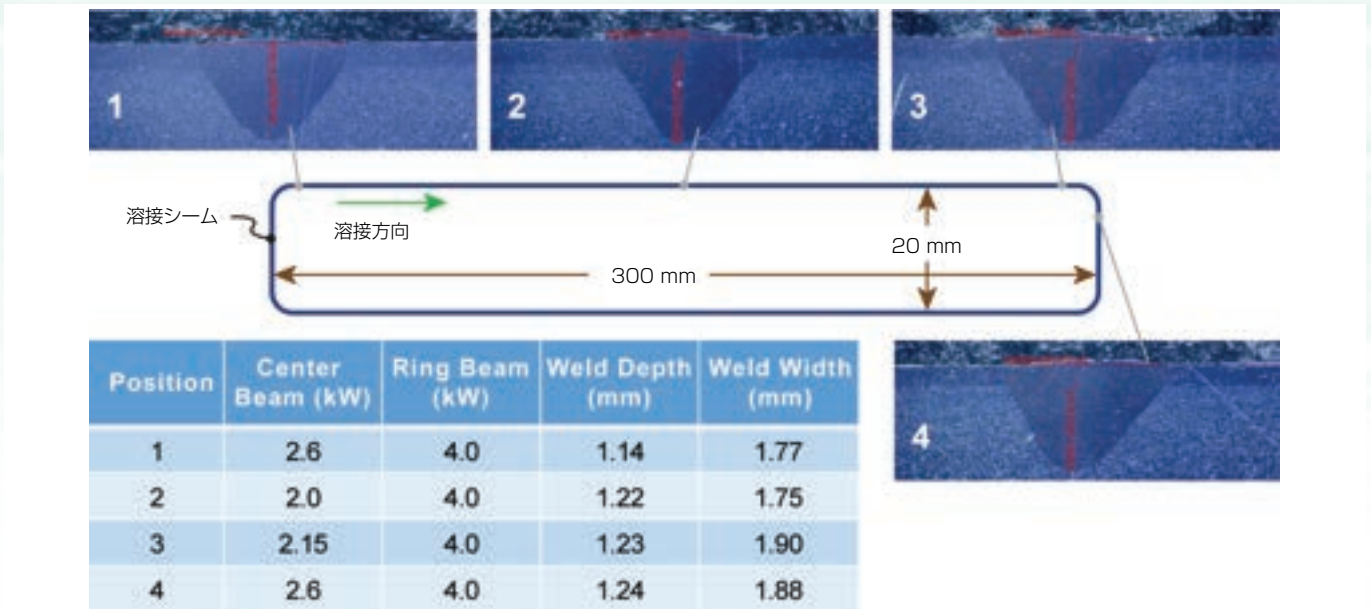 1
2
3
溶接シーム
溶接方向
20 mm
300 mm
4
Position
Center Beam (kW)
Ring Beam (kW)
Weld Depth (mm)
Weld Width (mm)
1 2.6 4.0 1.14 1.77
2 2.0 4.0 1.22 1.75
3 2.15 4.0 1.23 1.90
4 2.6 4.0 1.24 1.88